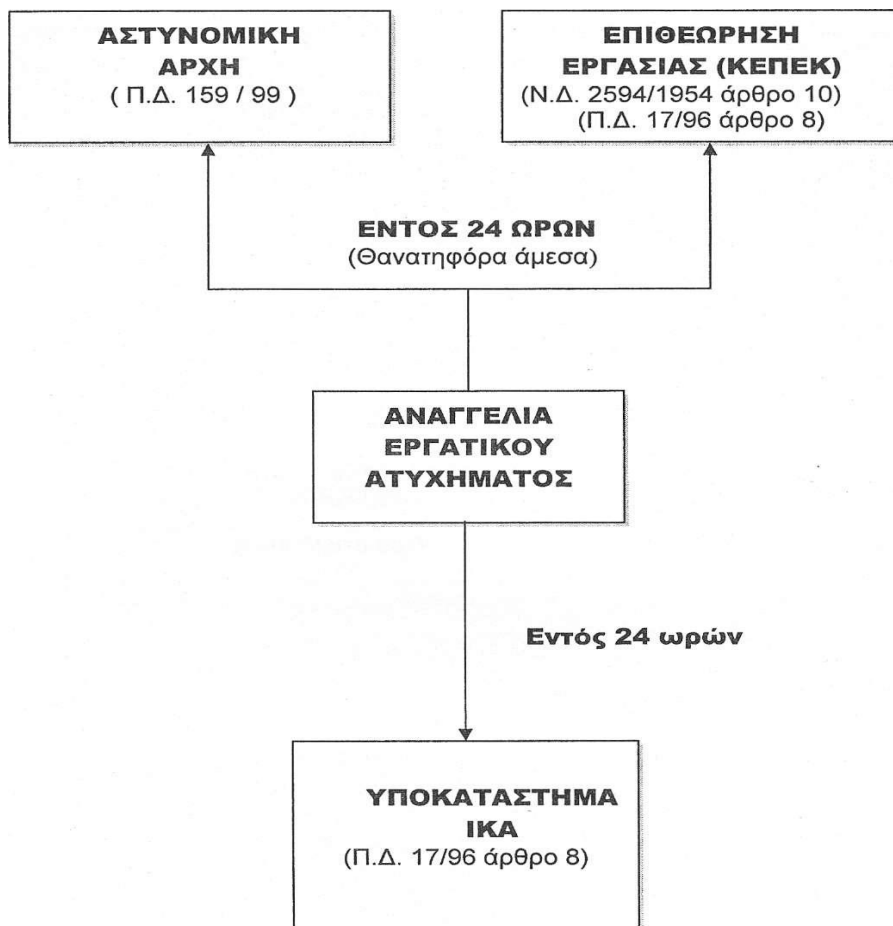 ΑΣΤΥΝΟΜΙΚΗ
ΑΡΧΗ
( Π.Δ. 159 / 99 )
ΕΠΙΘΕΩΡΗΣΗ
ΕΡΓΑΣΙΑΣ (ΚΕΠΕΚ)
(Ν.Δ. 2594/1954 άρθρο 10)
(Π.Δ. 17/96 άρθρο 8)
ΕΝΤΟΣ 24 ΩΡΩΝ
(Θανατηφόρα άμεσα)
ΑΝΑΓΓΕΛΙΑ
ΕΡΓΑΤΙΚΟΥ
ΑΤΥΧΗΜΑΤΟΣ
Εντός 24 ωρών
ΥΠΟΚΑΤΑΣΤΗΜΑ
ΙΚΑ
(Π.Δ. 17/96 άρθρο 8)